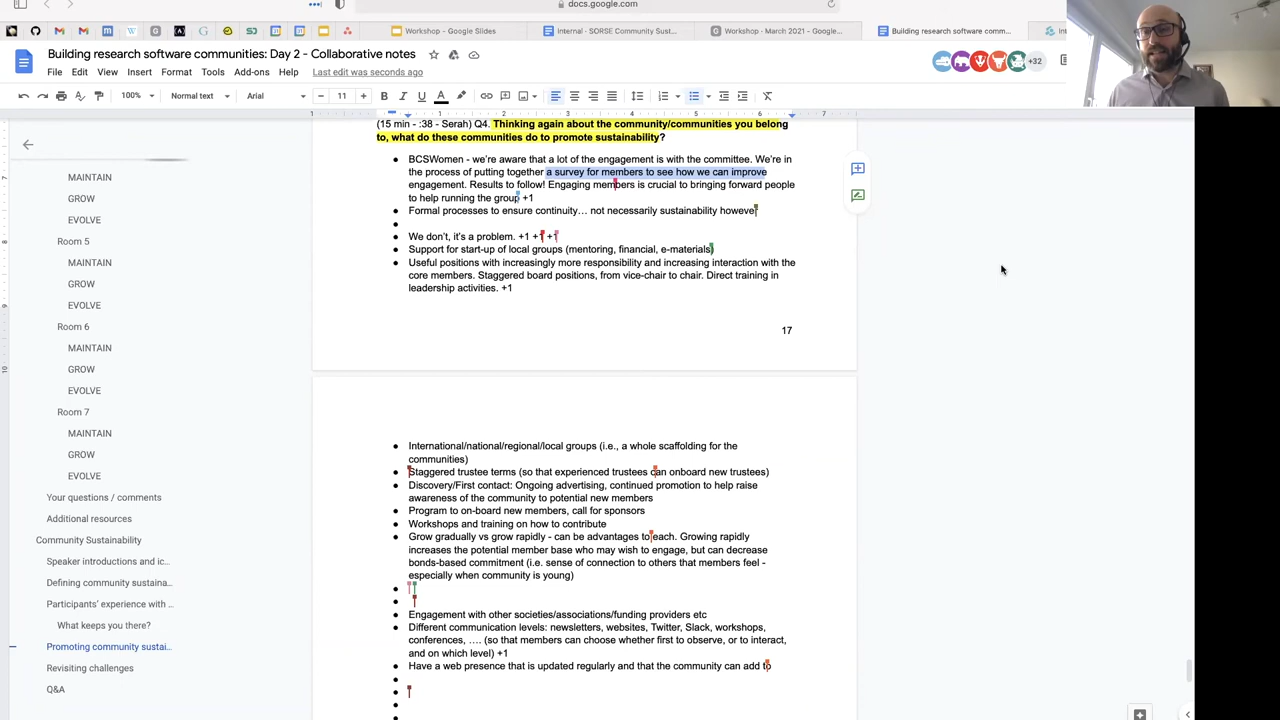 docs.google.com
Workshop - Google Slides
Internal - SORSE Community Sust...
Workshop - March 2021 - Google...
Building research software comm...
Building research software communities: Day 2 - Collaborative notes
+32
File Edit View Insert Format Tools Add-ons Help Last edit was seconds ago
100% Normal text Arial 11
1 1 2 3 4 5 6 7
(15 min - :38 - Serah) Q4. Thinking again about the community/communities you belong
to, what do these communities do to promote sustainability?
BCSWomen - we're aware that a lot of the engagement is with the committee. We're in
the process of putting together a survey for members to see how we can improve
engagement. Results to follow! Engaging members is crucial to bringing forward people
to help running the group +1
Formal processes to ensure continuity… not necessarily sustainability however
We don't, it's a problem. +1 +1 +1
Support for start-up of local groups (mentoring, financial, e-materials)
Useful positions with increasingly more responsibility and increasing interaction with the
core members. Staggered board positions, from vice-chair to chair. Direct training in
leadership activities. +1
17
International/national/regional/local groups (i.e., a whole scaffolding for the
communities)
Staggered trustee terms (so that experienced trustees can onboard new trustees)
Discovery/First contact: Ongoing advertising, continued promotion to help raise
awareness of the community to potential new members
Program to on-board new members, call for sponsors
Workshops and training on how to contribute
Grow gradually vs grow rapidly - can be advantages to each. Growing rapidly
increases the potential member base who may wish to engage, but can decrease
bonds-based commitment (i.e. sense of connection to others that members feel -
especially when community is young)
Engagement with other societies/associations/funding providers etc
Different communication levels: newsletters, websites, Twitter, Slack, workshops,
conferences, …. (so that members can choose whether first to observe, or to interact,
and on which level) +1
Have a web presence that is updated regularly and that the community can add to
MAINTAIN
GROW
EVOLVE
Room 5
MAINTAIN
GROW
EVOLVE
Room 6
MAINTAIN
GROW
EVOLVE
Room 7
MAINTAIN
GROW
EVOLVE
Your questions / comments
Additional resources
Community Sustainability
Speaker introductions and ic...
Defining community sustaina...
Participants' experience with ...
What keeps you there?
Promoting community sustai...
Revisiting challenges
Q&A
7
8
9
10